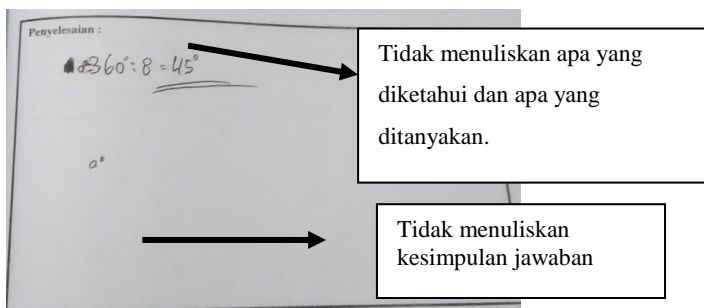 Penyelesaian :
360° : 8 = 45°
a°
Tidak menuliskan apa yang
diketahui dan apa yang
ditanyakan.
Tidak menuliskan
kesimpulan jawaban